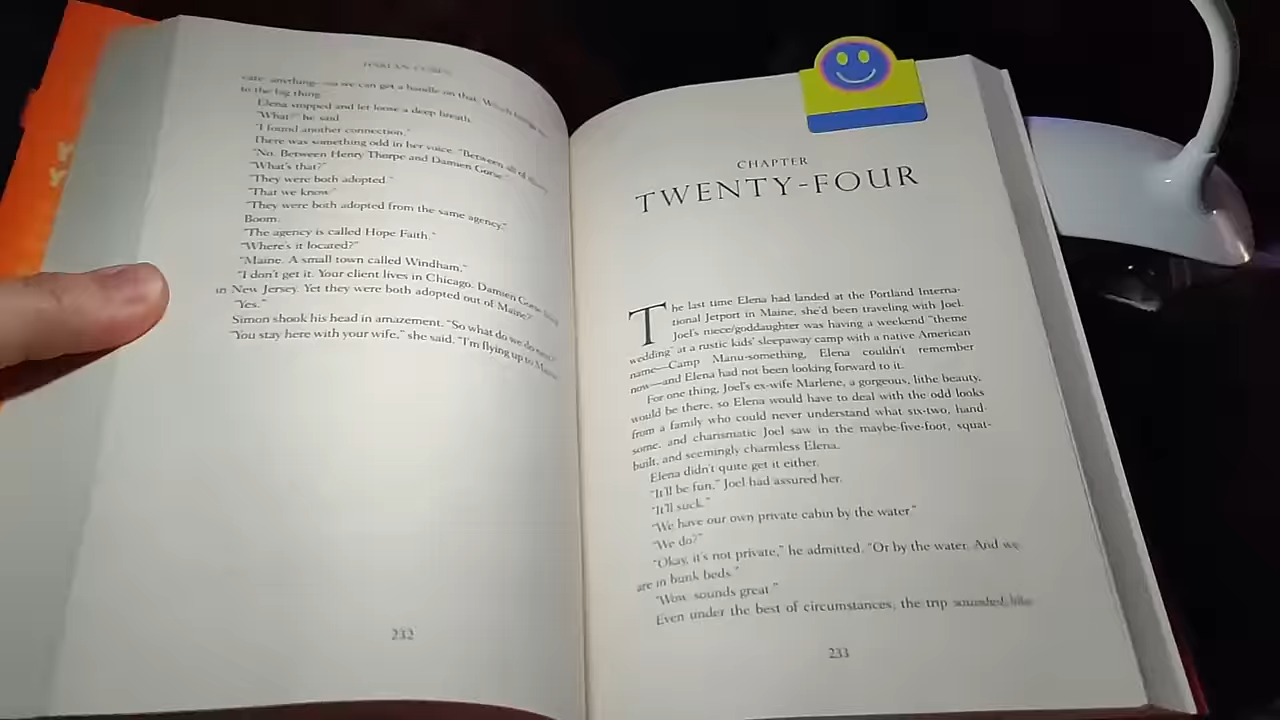 HARLAN COBEN
cate anything—so we can get a handle on that. Which brings me
to the big thing."
Elena stopped and let loose a deep breath.
"What?" he said.
"I found another connection."
There was something odd in her voice. "Between all of them?"
"No. Between Henry Thorpe and Damien Gorse."
"What's that?"
"They were both adopted."
"That we know."
"They were both adopted from the same agency."
Boom.
"The agency is called Hope Faith."
"Where's it located?"
"Maine. A small town called Windham."
"I don't get it. Your client lives in Chicago. Damien Gorse lived
in New Jersey. Yet they were both adopted out of Maine?"
"Yes."
Simon shook his head in amazement. "So what do we do next?"
"You stay here with your wife," she said. "I'm flying up to Maine."
232
CHAPTER
TWENTY-FOUR
The last time Elena had landed at the Portland Interna-
tional Jetport in Maine, she'd been traveling with Joel.
Joel's niece/goddaughter was having a weekend "theme
wedding" at a rustic kids' sleepaway camp with a native American
name—Camp Manu-something, Elena couldn't remember
now—and Elena had not been looking forward to it.
For one thing, Joel's ex-wife Marlene, a gorgeous, lithe beauty,
would be there, so Elena would have to deal with the odd looks
from a family who could never understand what six-two, hand-
some, and charismatic Joel saw in the maybe-five-foot, squat-
built, and seemingly charmless Elena.
Elena didn't quite get it either.
"It'll be fun," Joel had assured her.
"It'll suck."
"We have our own private cabin by the water."
"We do?"
"Okay, it's not private," he admitted. "Or by the water. And we
are in bunk beds."
"Wow, sounds great."
Even under the best of circumstances, the trip sounded like
233